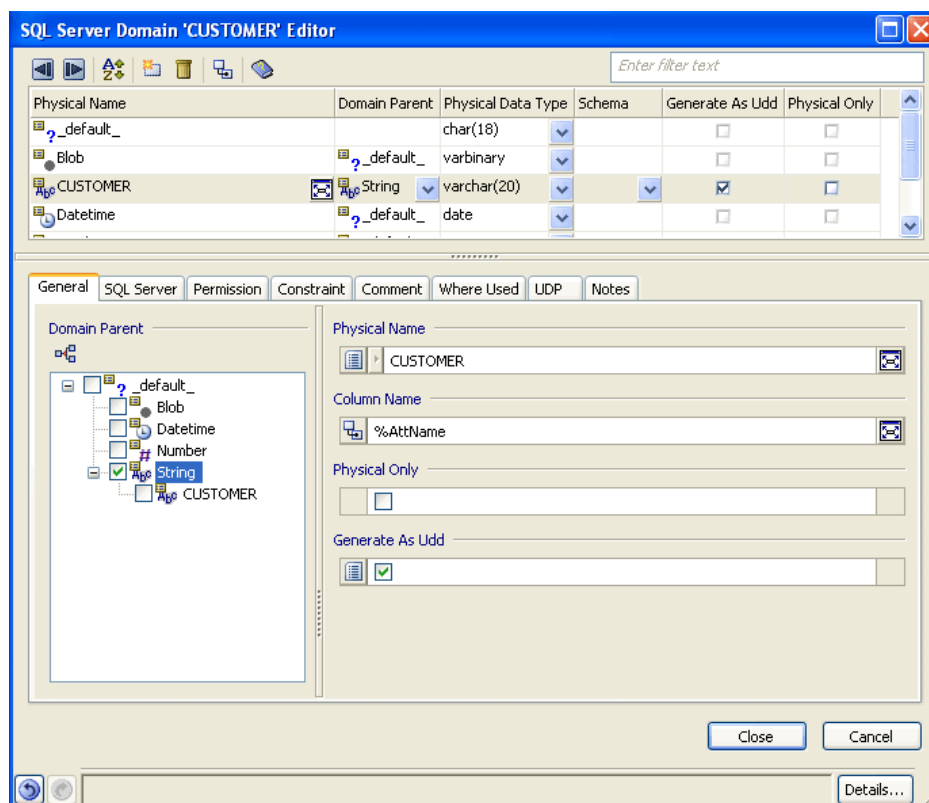 SQL Server Domain 'CUSTOMER' Editor
Enter filter text
Physical Name Domain Parent Physical Data Type Schema Generate As Udd Physical Only
_default_ char(18)
Blob _default_ varbinary
CUSTOMER String varchar(20)
Datetime _default_ date
General SQL Server Permission Constraint Comment Where Used UDP Notes
Domain Parent
_default_
Blob
Datetime
Number
String
CUSTOMER
Physical Name
CUSTOMER
Column Name
%AttName
Physical Only
Generate As Udd
Close Cancel
Details...